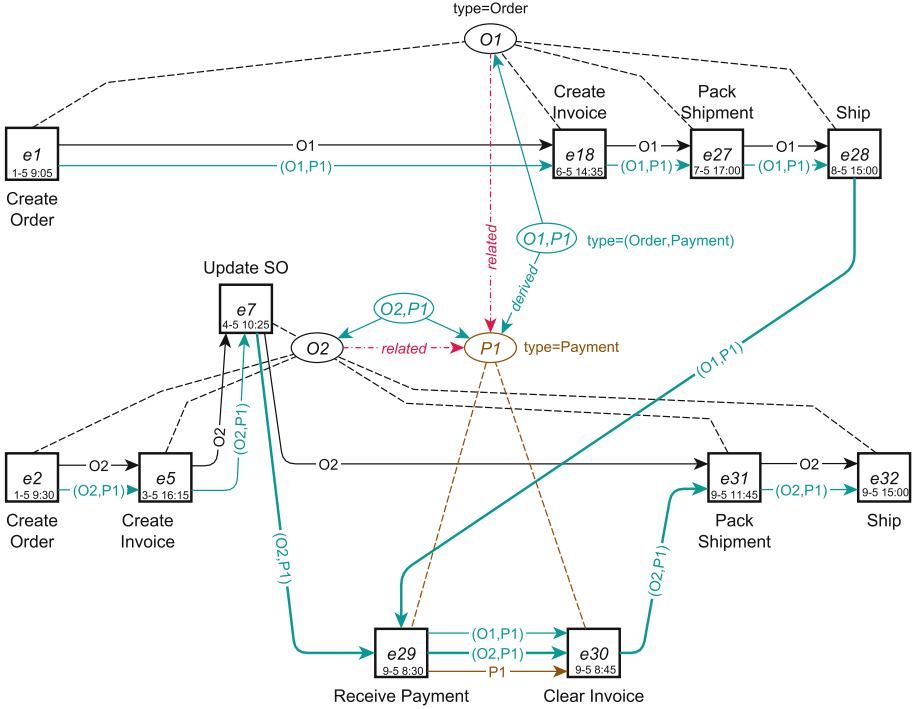 type=Order
O1
Create
Invoice
Pack
Shipment
Ship
e1
1-5 9:05
O1
(O1,P1)
e18
6-5 14:35
O1
(O1,P1)
e27
7-5 17:00
O1
(O1,P1)
e28
8-5 15:00
Create
Order
related
O1,P1
type=(Order,Payment)
derived
Update SO
e7
4-5 10:25
O2,P1
O2
related
P1
type=Payment
(O1,P1)
O2
(O2,P1)
e2
1-5 9:30
O2
(O2,P1)
e5
3-5 16:15
O2
e31
9-5 11:45
O2
(O2,P1)
e32
9-5 15:00
Create
Order
Create
Invoice
Pack
Shipment
Ship
(O2,P1)
(O2,P1)
e29
9-5 8:30
(O1,P1)
(O2,P1)
P1
e30
9-5 8:45
Receive Payment
Clear Invoice